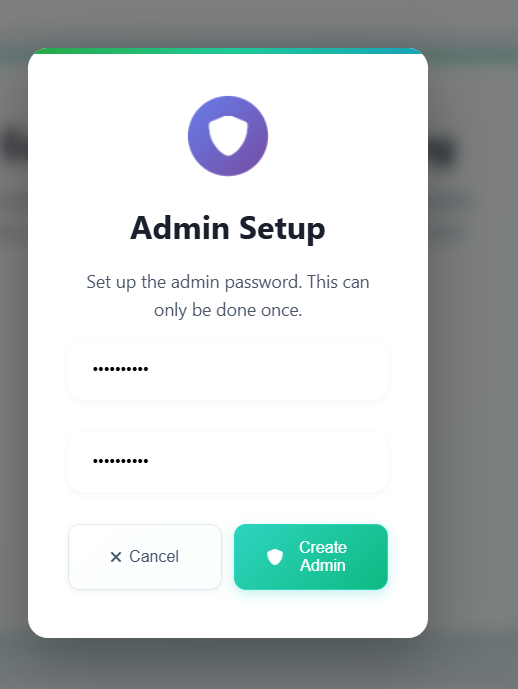 Admin Setup
Set up the admin password. This can
only be done once.
••••••••••
••••••••••
✕ Cancel
Create
Admin